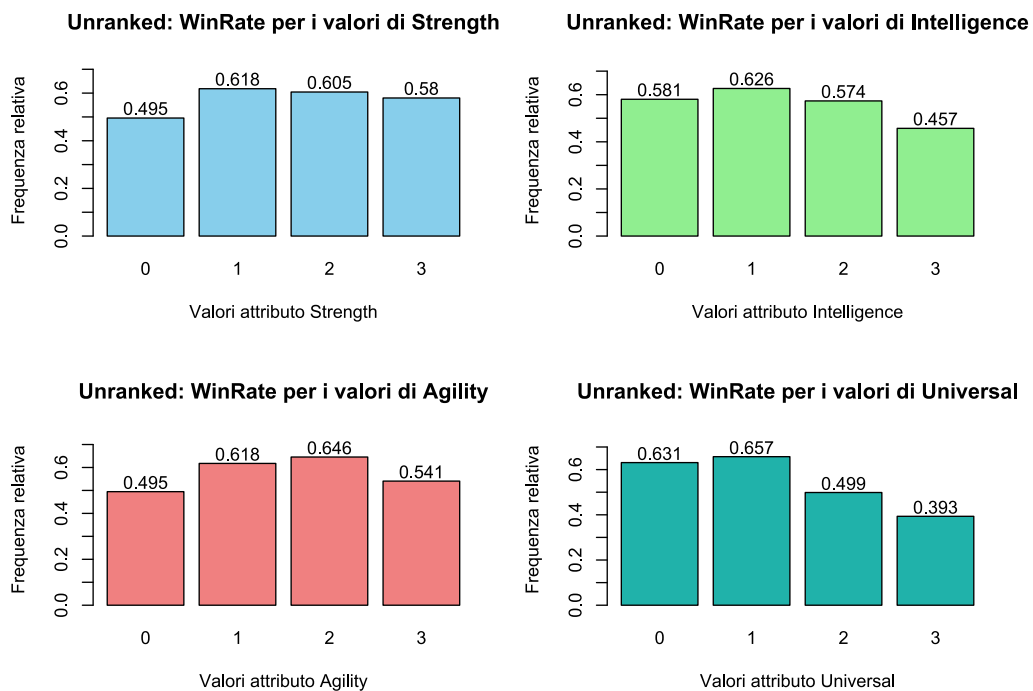 Unranked: WinRate per i valori di Strength
Frequenza relativa
0.0 0.2 0.4 0.6
0.495 0.618 0.605 0.58
0 1 2 3
Valori attributo Strength
Unranked: WinRate per i valori di Intelligence
Frequenza relativa
0.0 0.2 0.4 0.6
0.581 0.626 0.574 0.457
0 1 2 3
Valori attributo Intelligence
Unranked: WinRate per i valori di Agility
Frequenza relativa
0.0 0.2 0.4 0.6
0.495 0.618 0.646 0.541
0 1 2 3
Valori attributo Agility
Unranked: WinRate per i valori di Universal
Frequenza relativa
0.0 0.2 0.4 0.6
0.631 0.657 0.499 0.393
0 1 2 3
Valori attributo Universal